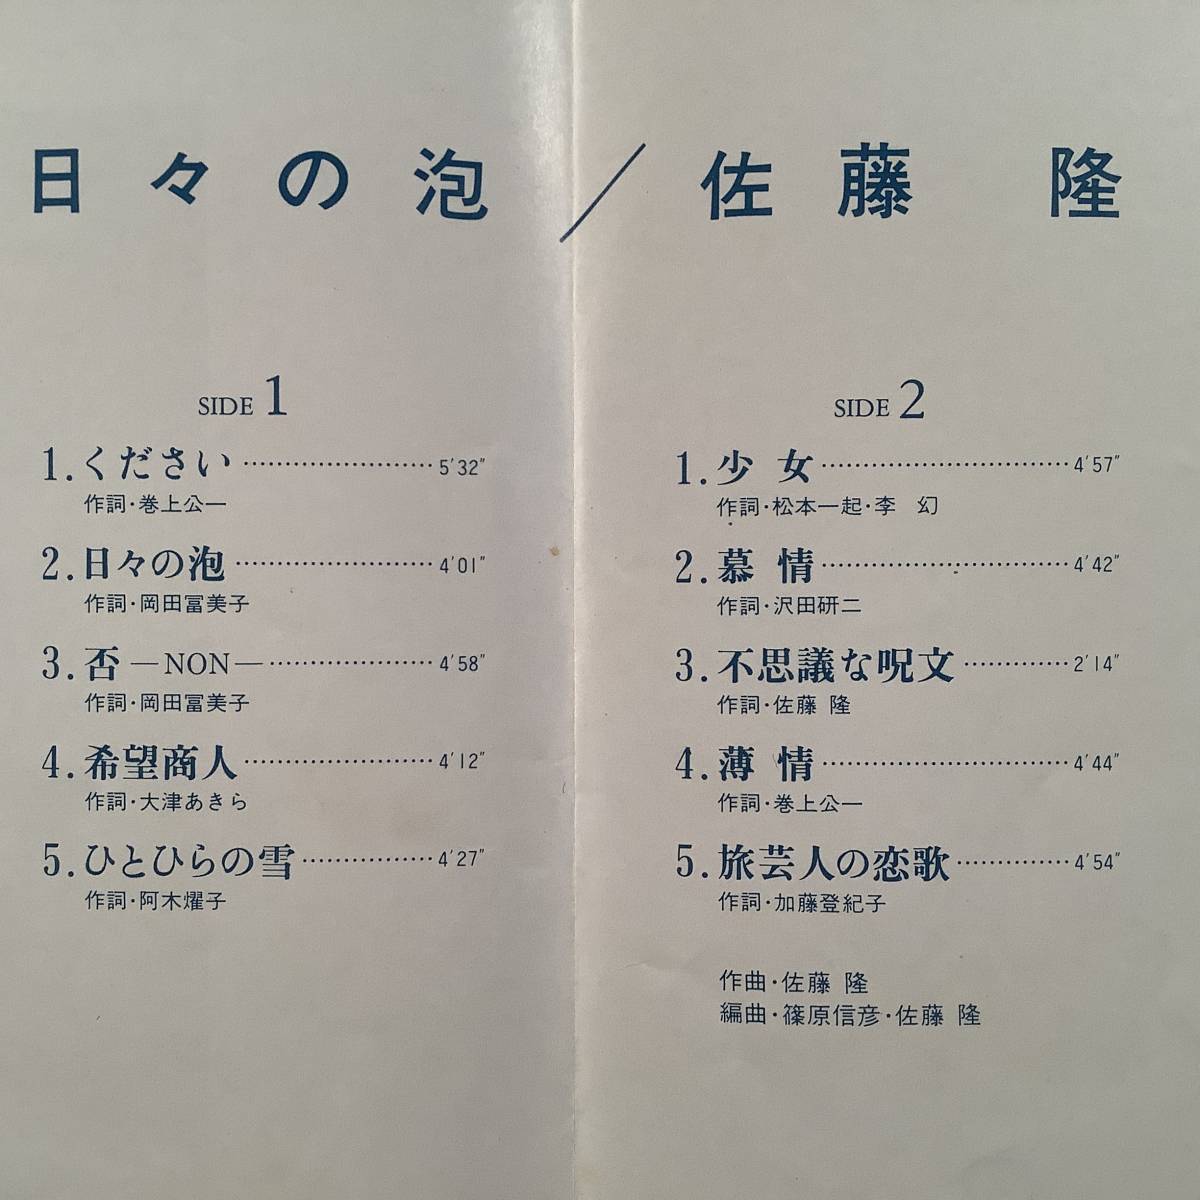 日々の泡／佐藤 隆
SIDE 1
1.ください……………………5'32"
作詞・巻上公一
2.日々の泡……………………4'01"
作詞・岡田冨美子
3.否 —NON—…………………4'58"
作詞・岡田冨美子
4.希望商人……………………4'12"
作詞・大津あきら
5.ひとひらの雪……………4'27"
作詞・阿木燿子
SIDE 2
1.少 女…………………………4'57"
作詞・松本一起・李 幻
2.慕 情…………………………4'42"
作詞・沢田研二
3.不思議な呪文…………2'14"
作詞・佐藤 隆
4.薄 情…………………………4'44"
作詞・巻上公一
5.旅芸人の恋歌…………4'54"
作詞・加藤登紀子
作曲・佐藤 隆
編曲・篠原信彦・佐藤 隆